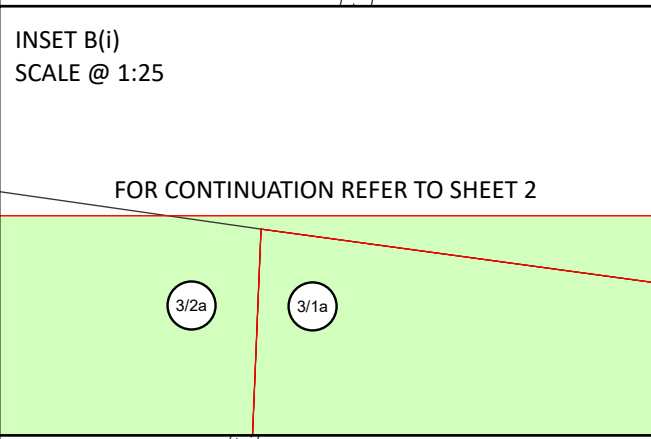 INSET B(i)
SCALE @ 1:25
FOR CONTINUATION REFER TO SHEET 2
3/2a
3/1a